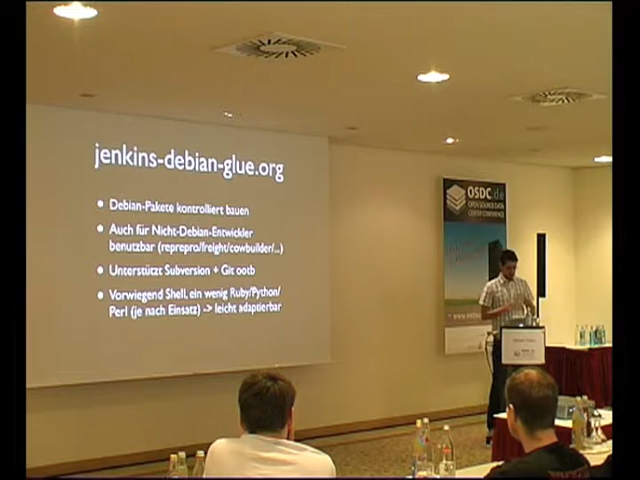 jenkins-debian-glue.org
• Debian-Pakete kontrolliert bauen
• Auch für Nicht-Debian-Entwickler
benutzbar (reprepro/freight/cowbuilder/...)
• Unterstützt Subversion + Git ootb
• Vorwiegend Shell, ein wenig Ruby/Python/
Perl (je nach Einsatz) -> leicht adaptierbar
OSDC.de
OPEN SOURCE DATA
CENTER CONFERENCE